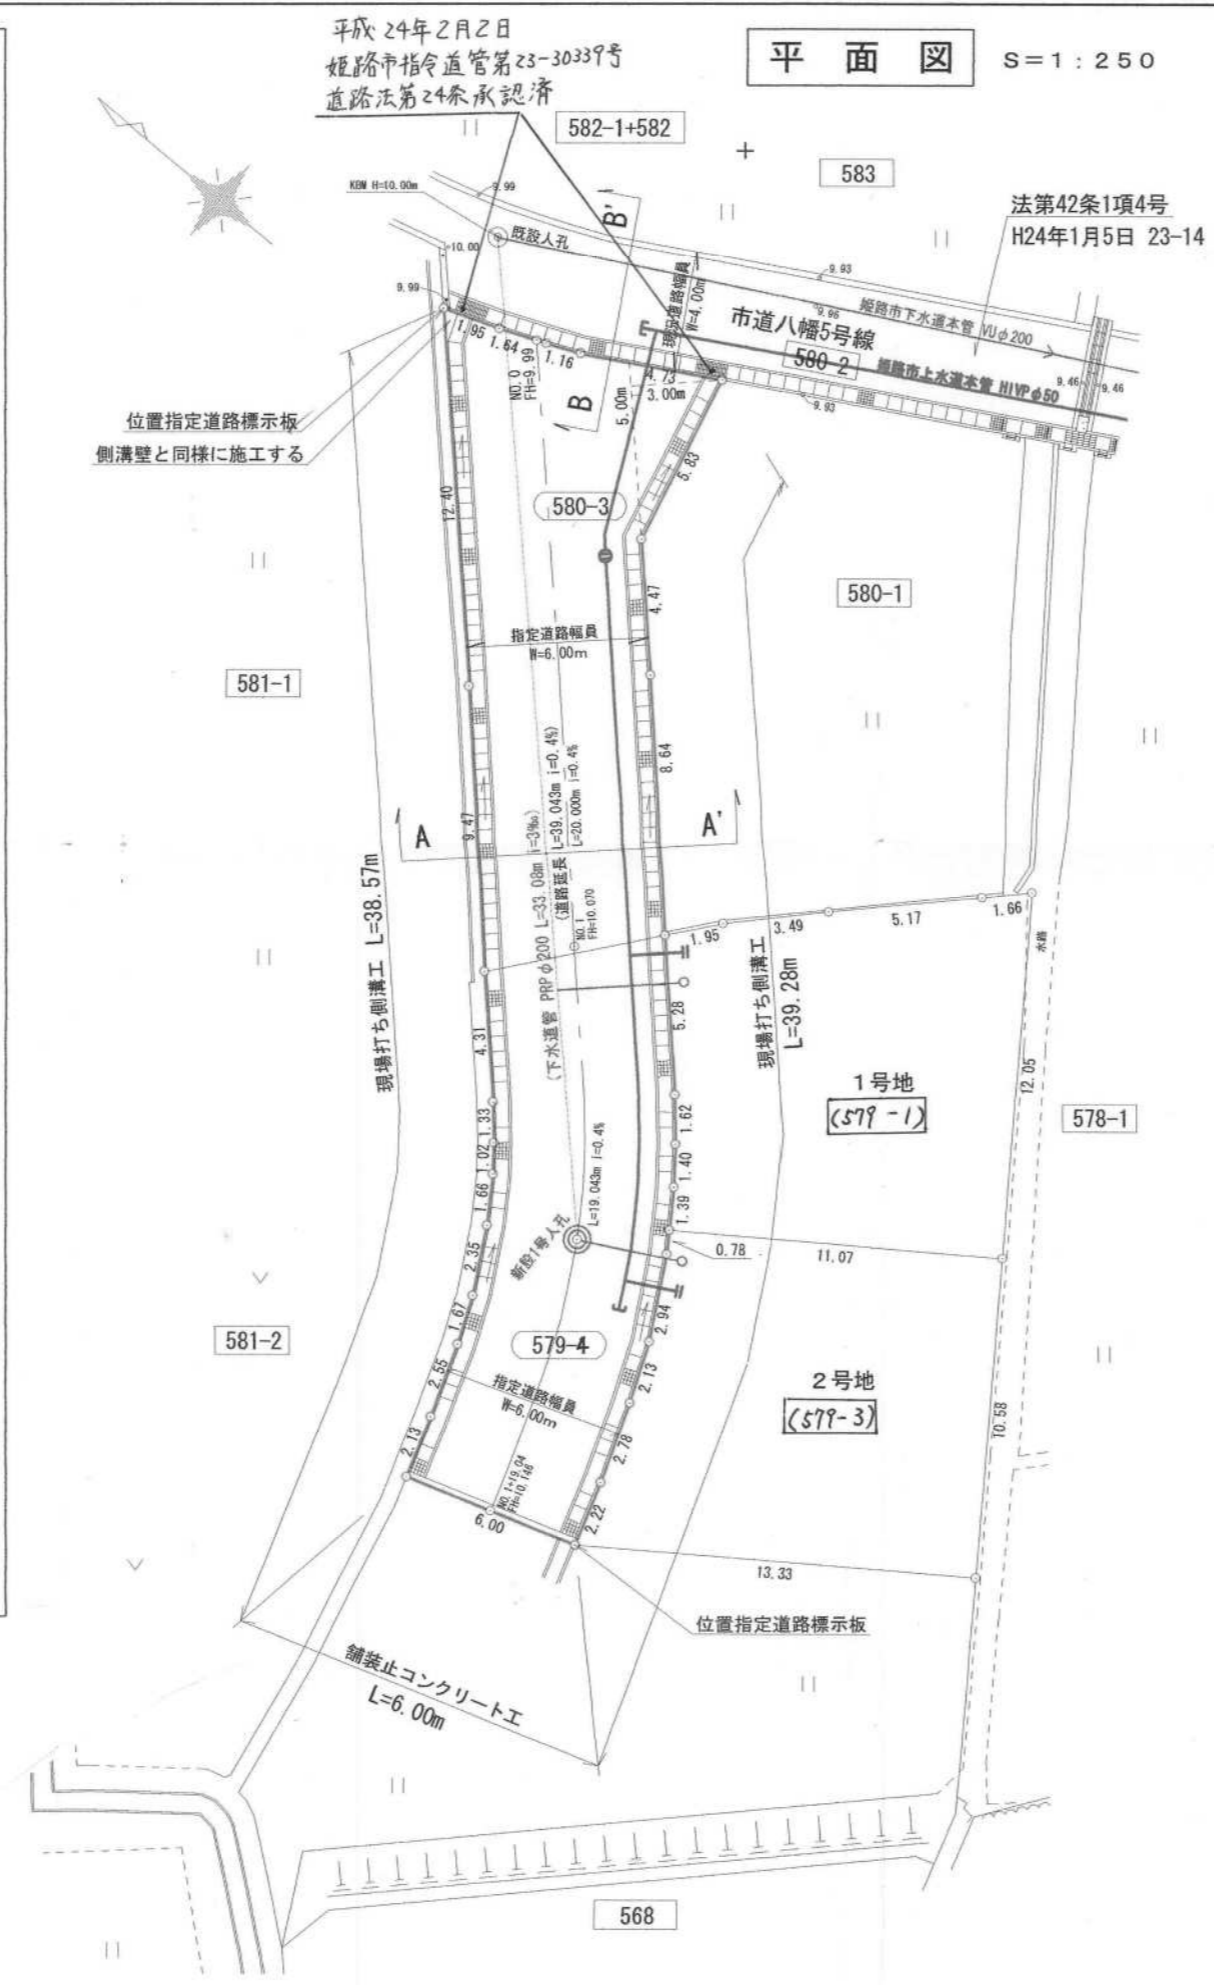 平成24年2月2日
姫路市指令道管第23-30339号
道路法第24条承認済
平面図 S=1:250
582-1+582
583
法第42条1項4号
H24年1月5日 23-14
KBM H=10.00m
9.99
B'
既設人孔
10.00
9.99
9.93
現況道路幅員
W=4.00m
姫路市下水道本管 VUφ200
9.96
市道八幡5号線
580-2
姫路市上水道本管 HIVPφ50
9.46
9.46
9.93
1.95
1.64
1.16
4.73
3.00m
NO.0
FH=9.99
B
5.00m
位置指定道路標示板
側溝壁と同様に施工する
5.83
12.40
580-3
4.47
580-1
指定道路幅員
W=6.00m
581-1
8.64
9.47
A
A'
(下水道管 PRPφ200 L=33.08m i=3‰)
(道路延長 L=39.043m i=0.4%)
L=20.000m i=0.4%
NO.1
FH=10.070
現場打ち側溝工 L=38.57m
1.95
3.49
5.17
1.66
水路
現場打ち側溝工
L=39.28m
5.28
4.31
12.05
1号地
(579-1)
578-1
1.33
1.02
1.66
2.35
1.67
2.55
2.13
1.62
1.40
1.39
0.78
11.07
L=19.043m i=0.4%
新設1号人孔
2.94
2.13
2.78
2.22
581-2
579-4
2号地
(579-3)
10.58
指定道路幅員
W=6.00m
NO.1+19.04
FH=10.146
6.00
13.33
位置指定道路標示板
舗装止コンクリート工
L=6.00m
568